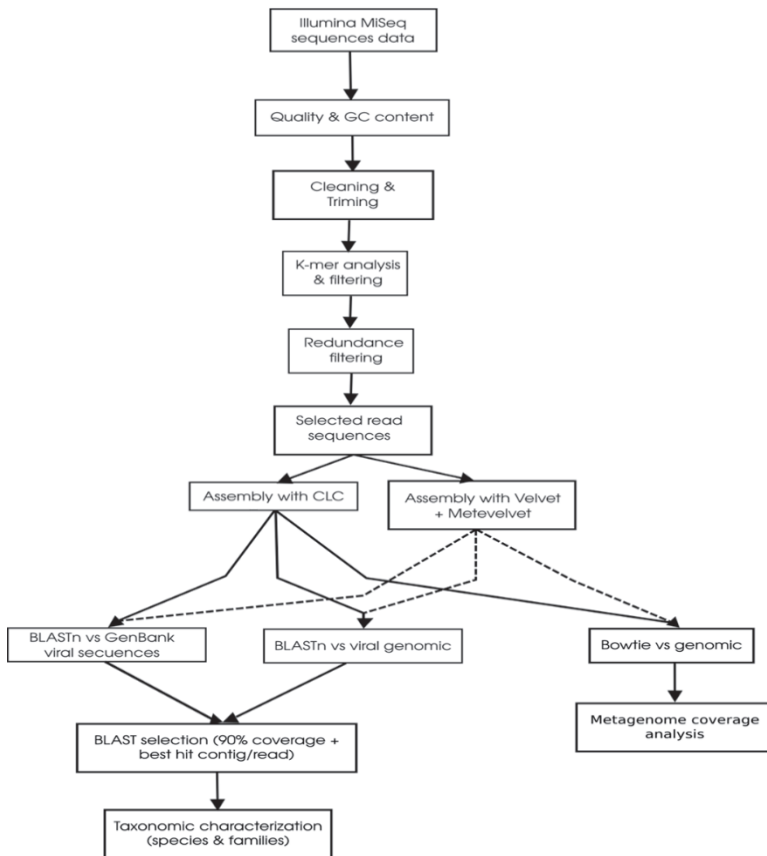 Illumina MiSeq
sequences data
Quality & GC content
Cleaning &
Triming
K-mer analysis
& filtering
Redundance
filtering
Selected read
sequences
Assembly with CLC
Assembly with Velvet
+ Metevelvet
BLASTn vs GenBank
viral secuences
BLASTn vs viral genomic
Bowtie vs genomic
Metagenome coverage
analysis
BLAST selection (90% coverage +
best hit contig/read)
Taxonomic characterization
(species & families)